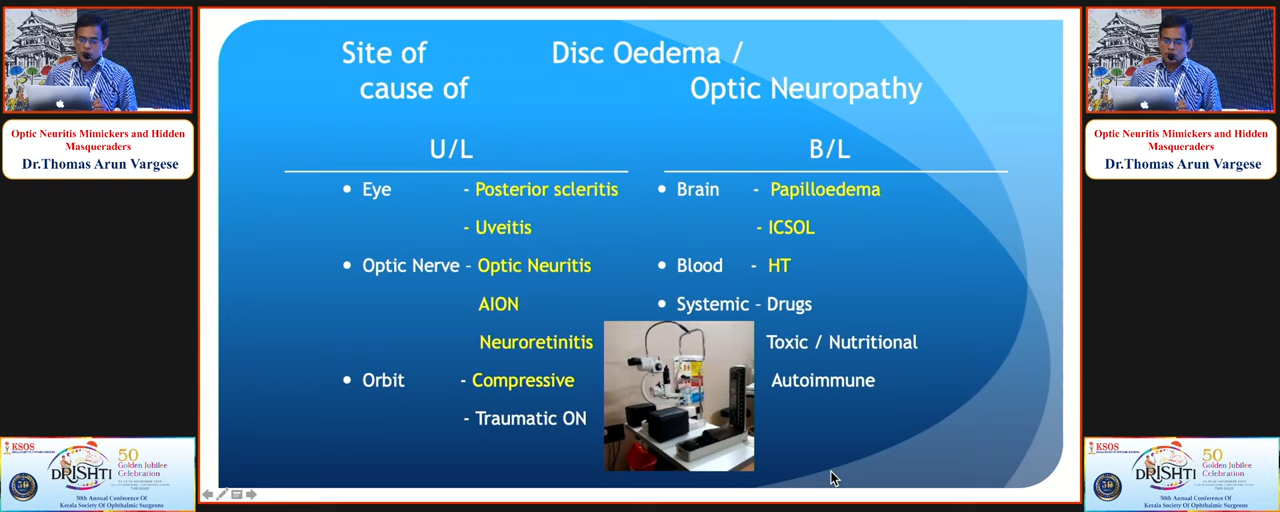 Site of cause of
Disc Oedema / Optic Neuropathy
U/L
• Eye - Posterior scleritis
- Uveitis
• Optic Nerve – Optic Neuritis
AION
Neuroretinitis
• Orbit - Compressive
- Traumatic ON
B/L
• Brain - Papilloedema
- ICSOL
• Blood - HT
• Systemic – Drugs
Toxic / Nutritional
Autoimmune
Optic Neuritis Mimickers and Hidden
Masqueraders
Dr.Thomas Arun Vargese
Optic Neuritis Mimickers and Hidden
Masqueraders
Dr.Thomas Arun Vargese
KSOS
50
Golden Jubilee
Celebration
DRISHTI
50th Annual Conference Of
Kerala Society Of Ophthalmic Surgeons
KSOS
50
Golden Jubilee
Celebration
DRISHTI
50th Annual Conference Of
Kerala Society Of Ophthalmic Surgeons